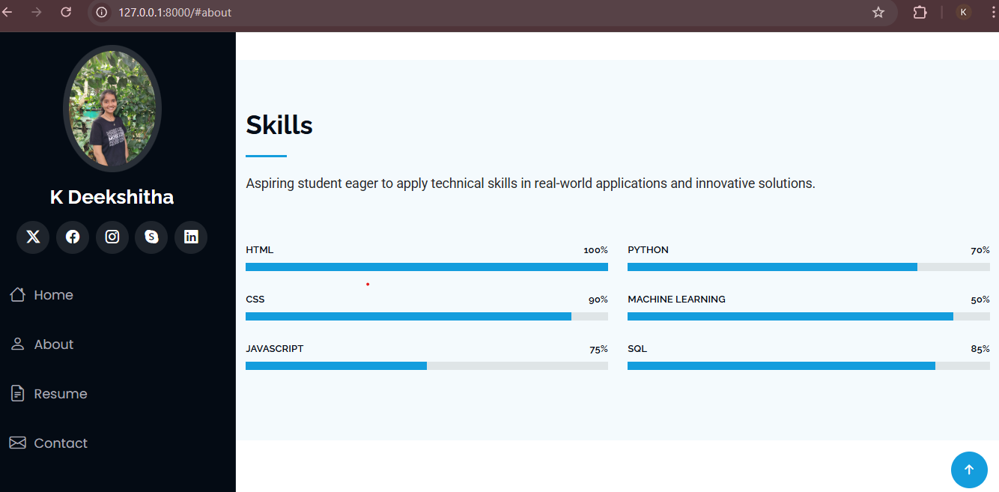 127.0.0.1:8000/#about
K
K Deekshitha
Home
About
Resume
Contact
Skills
Aspiring student eager to apply technical skills in real-world applications and innovative solutions.
HTML 100%
CSS 90%
JAVASCRIPT 75%
PYTHON 70%
MACHINE LEARNING 50%
SQL 85%